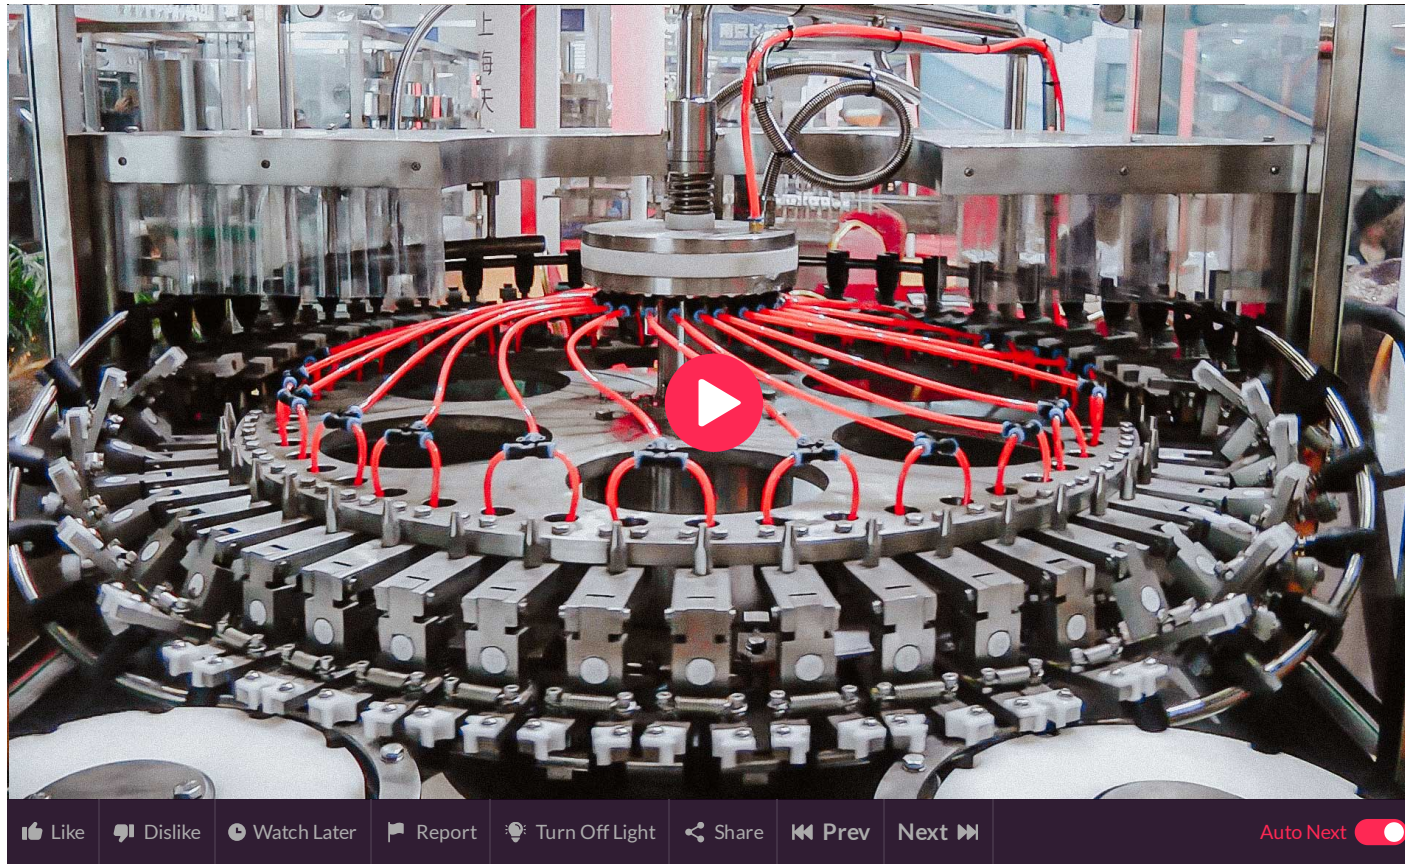 上
海
天
Like
Dislike
Watch Later
Report
Turn Off Light
Share
Prev
Next
Auto Next